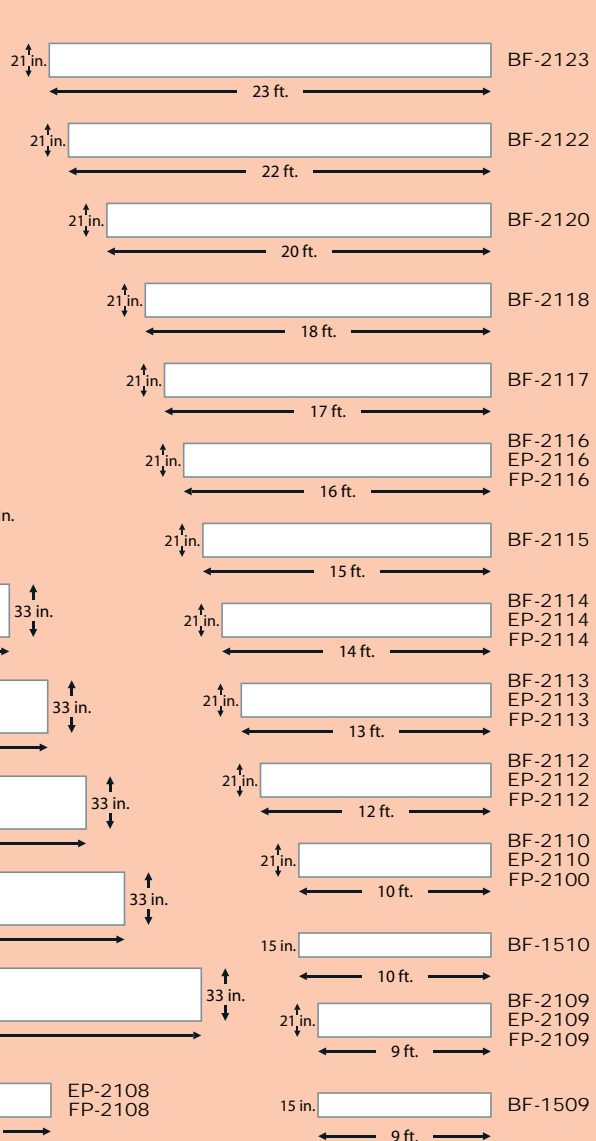 21 in.
BF-2123
23 ft.
21 in.
BF-2122
22 ft.
21 in.
BF-2120
20 ft.
21 in.
BF-2118
18 ft.
21 in.
BF-2117
17 ft.
21 in.
BF-2116
EP-2116
FP-2116
16 ft.
in.
21 in.
BF-2115
15 ft.
33 in.
21 in.
BF-2114
EP-2114
FP-2114
14 ft.
33 in.
21 in.
BF-2113
EP-2113
FP-2113
13 ft.
33 in.
21 in.
BF-2112
EP-2112
FP-2112
12 ft.
33 in.
21 in.
BF-2110
EP-2110
FP-2100
10 ft.
15 in.
BF-1510
10 ft.
33 in.
21 in.
BF-2109
EP-2109
FP-2109
9 ft.
EP-2108
FP-2108
15 in.
BF-1509
9 ft.